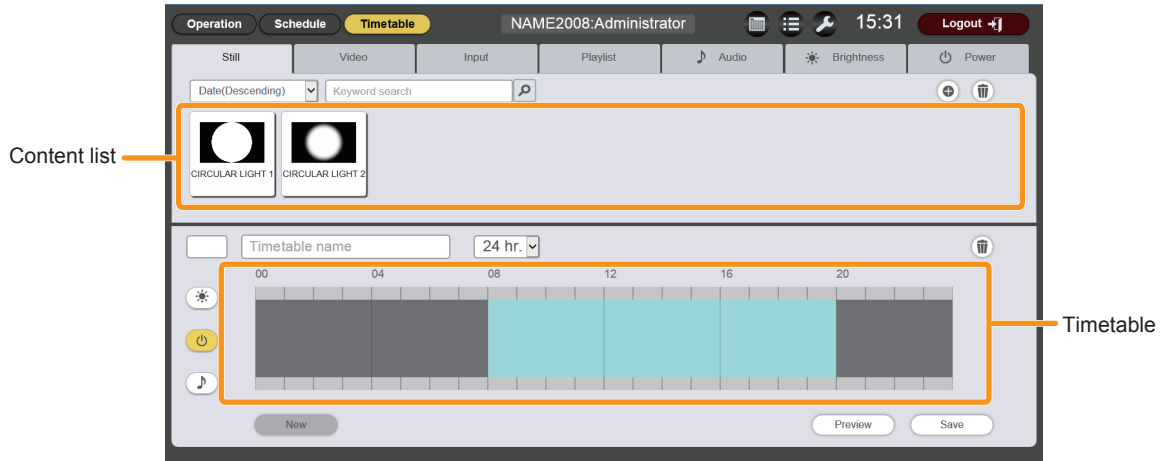 Operation Schedule Timetable NAME2008:Administrator 15:31 Logout
Still Video Input Playlist Audio Brightness Power
Date(Descending) Keyword search
Content list
CIRCULAR LIGHT 1 CIRCULAR LIGHT 2
Timetable name 24 hr.
00 04 08 12 16 20
Timetable
New Preview Save